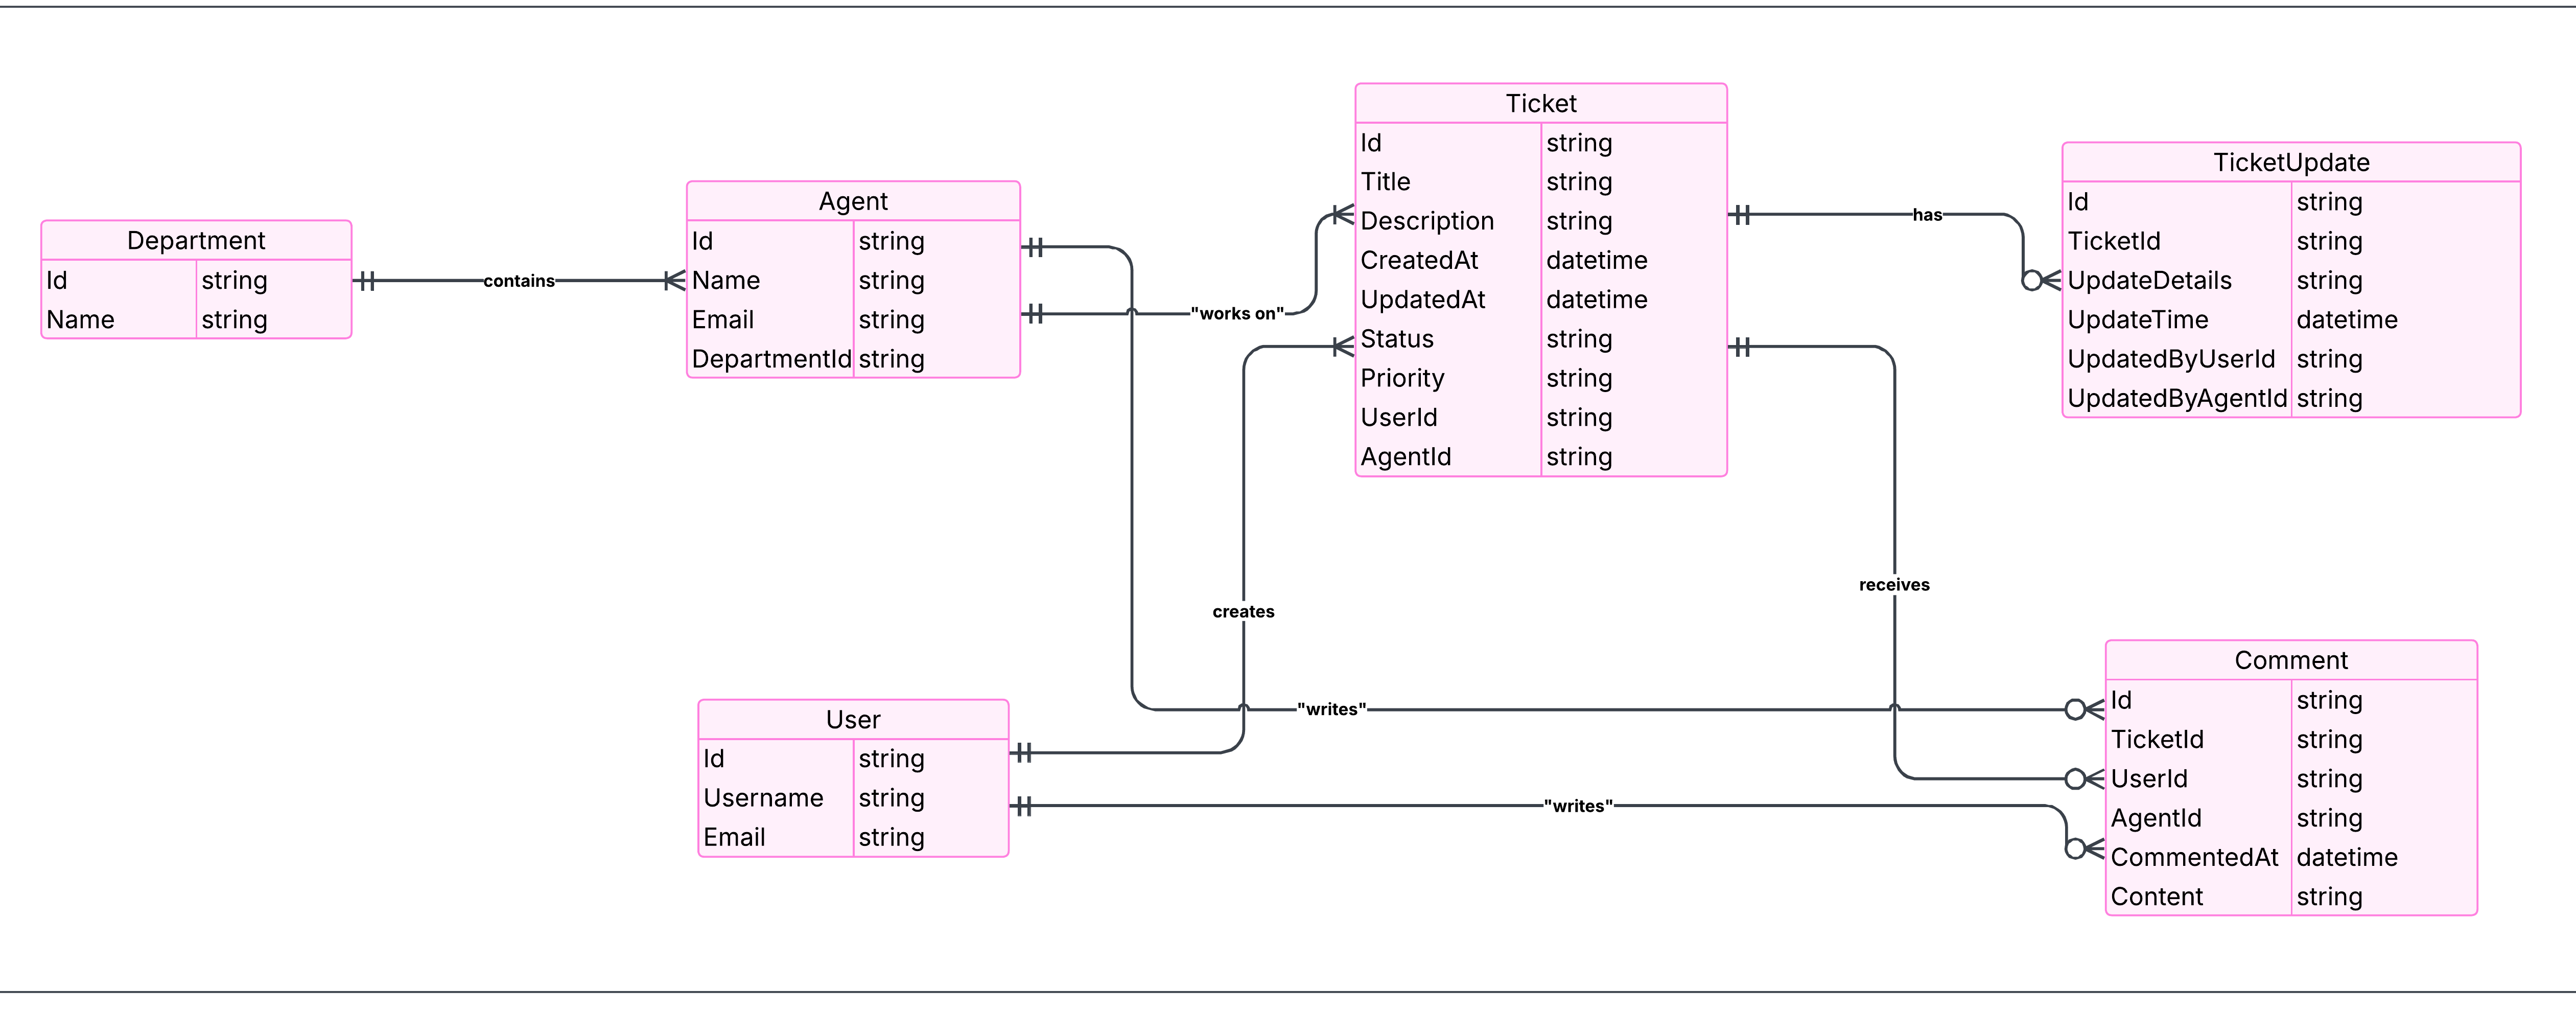 Department
Id string
Name string
contains
Agent
Id string
Name string
Email string
DepartmentId string
"works on"
Ticket
Id string
Title string
Description string
CreatedAt datetime
UpdatedAt datetime
Status string
Priority string
UserId string
AgentId string
has
TicketUpdate
Id string
TicketId string
UpdateDetails string
UpdateTime datetime
UpdatedByUserId string
UpdatedByAgentId string
creates
receives
User
Id string
Username string
Email string
"writes"
"writes"
Comment
Id string
TicketId string
UserId string
AgentId string
CommentedAt datetime
Content string